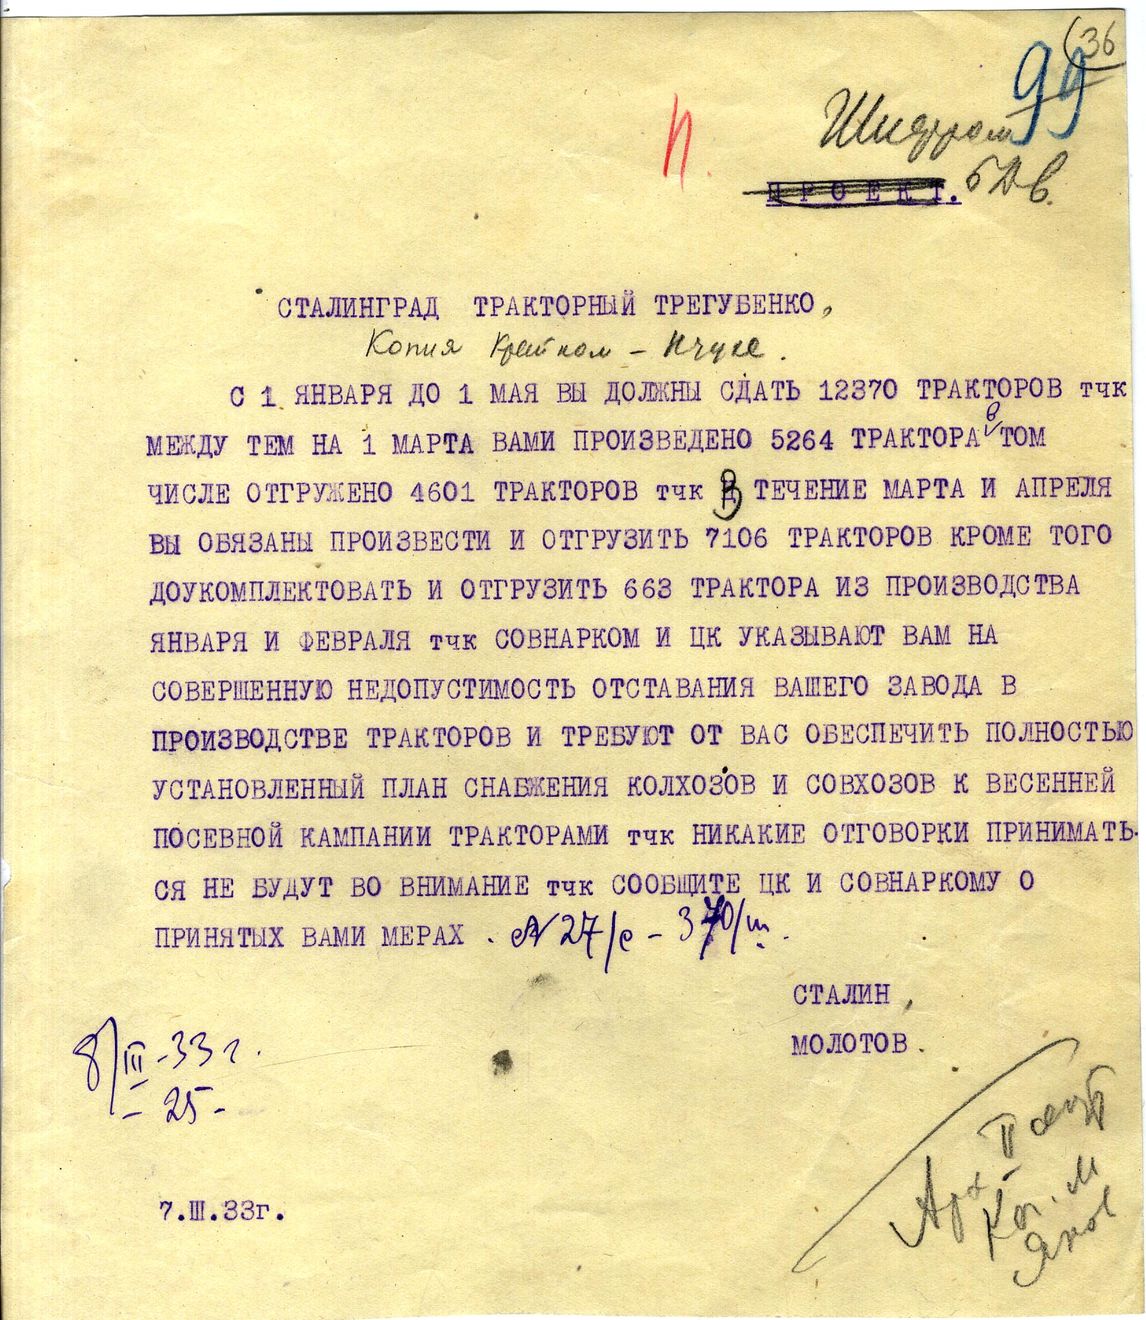 (36
99
Шифром
П.
ПРОЕКТ.
СТАЛИНГРАД ТРАКТОРНЫЙ ТРЕГУБЕНКО,
Копия Крайком –
С 1 ЯНВАРЯ ДО 1 МАЯ ВЫ ДОЛЖНЫ СДАТЬ 12370 ТРАКТОРОВ тчк
МЕЖДУ ТЕМ НА 1 МАРТА ВАМИ ПРОИЗВЕДЕНО 5264 ТРАКТОРА в ТОМ
ЧИСЛЕ ОТГРУЖЕНО 4601 ТРАКТОРОВ тчк В ТЕЧЕНИЕ МАРТА И АПРЕЛЯ
ВЫ ОБЯЗАНЫ ПРОИЗВЕСТИ И ОТГРУЗИТЬ 7106 ТРАКТОРОВ КРОМЕ ТОГО
ДОУКОМПЛЕКТОВАТЬ И ОТГРУЗИТЬ 663 ТРАКТОРА ИЗ ПРОИЗВОДСТВА
ЯНВАРЯ И ФЕВРАЛЯ тчк СОВНАРКОМ И ЦК УКАЗЫВАЮТ ВАМ НА
СОВЕРШЕННУЮ НЕДОПУСТИМОСТЬ ОТСТАВАНИЯ ВАШЕГО ЗАВОДА В
ПРОИЗВОДСТВЕ ТРАКТОРОВ И ТРЕБУЮТ ОТ ВАС ОБЕСПЕЧИТЬ ПОЛНОСТЬЮ
УСТАНОВЛЕННЫЙ ПЛАН СНАБЖЕНИЯ КОЛХОЗОВ И СОВХОЗОВ К ВЕСЕННЕЙ
ПОСЕВНОЙ КАМПАНИИ ТРАКТОРАМИ тчк НИКАКИЕ ОТГОВОРКИ ПРИНИМАТЬ-
СЯ НЕ БУДУТ ВО ВНИМАНИЕ тчк СООБЩИТЕ ЦК И СОВНАРКОМУ О
ПРИНЯТЫХ ВАМИ МЕРАХ . N 27/с – 370/ш.
СТАЛИН,
МОЛОТОВ.
8/III-33 г.
– 25 –
7.III.33г.